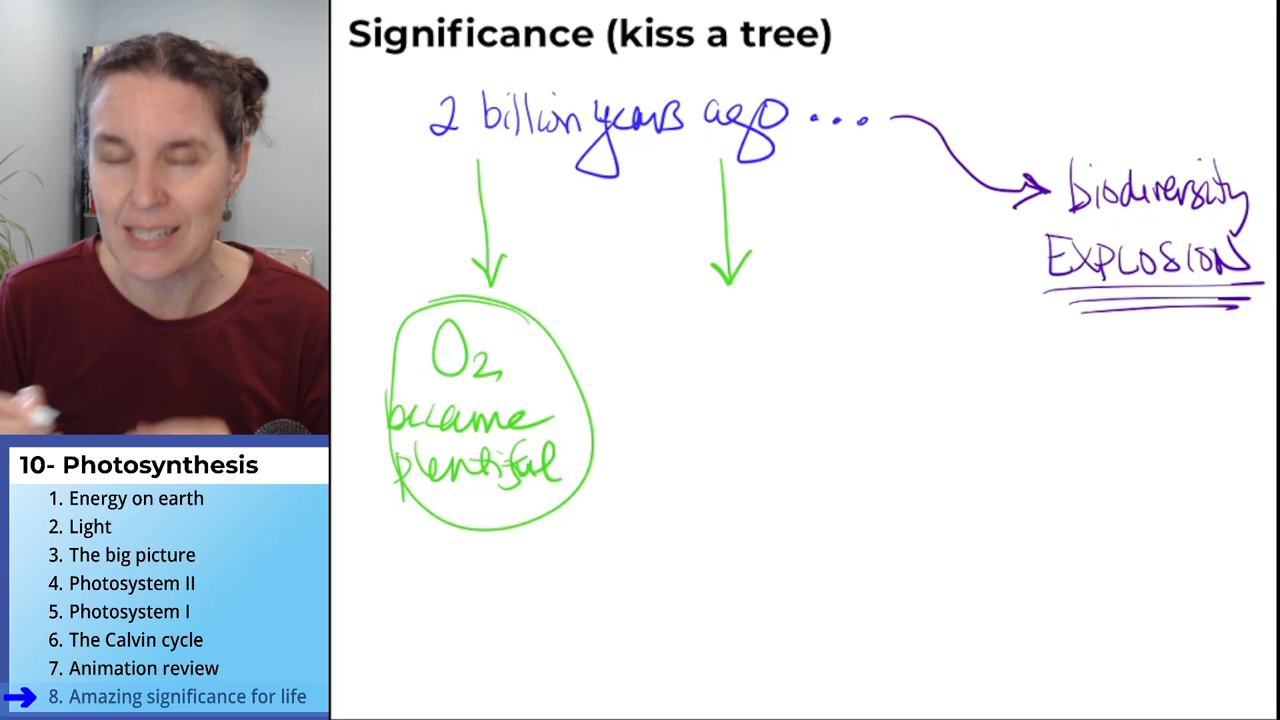 Significance (kiss a tree)
2 billion years ago ...
biodiversity
EXPLOSION
O2
became
plentiful
10- Photosynthesis
1. Energy on earth
2. Light
3. The big picture
4. Photosystem II
5. Photosystem I
6. The Calvin cycle
7. Animation review
8. Amazing significance for life